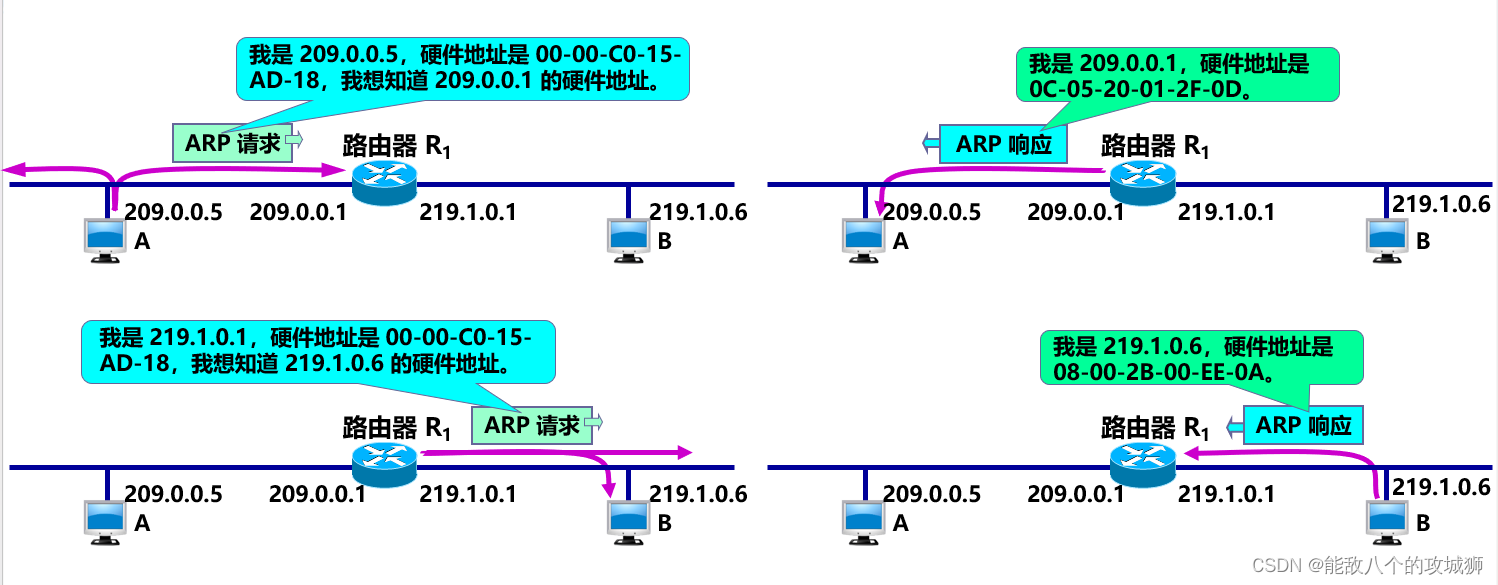 我是 209.0.0.5，硬件地址是 00-00-C0-15-
AD-18，我想知道 209.0.0.1 的硬件地址。
ARP 请求
路由器 R1
209.0.0.5
209.0.0.1
219.1.0.1
219.1.0.6
A
B
我是 209.0.0.1，硬件地址是
0C-05-20-01-2F-0D。
ARP 响应
路由器 R1
209.0.0.5
209.0.0.1
219.1.0.1
219.1.0.6
A
B
我是 219.1.0.1，硬件地址是 00-00-C0-15-
AD-18，我想知道 219.1.0.6 的硬件地址。
路由器 R1
ARP 请求
209.0.0.5
209.0.0.1
219.1.0.1
219.1.0.6
A
B
我是 219.1.0.6，硬件地址是
08-00-2B-00-EE-0A。
路由器 R1
ARP 响应
209.0.0.5
209.0.0.1
219.1.0.1
219.1.0.6
A
B
CSDN @能敌八个的攻城狮